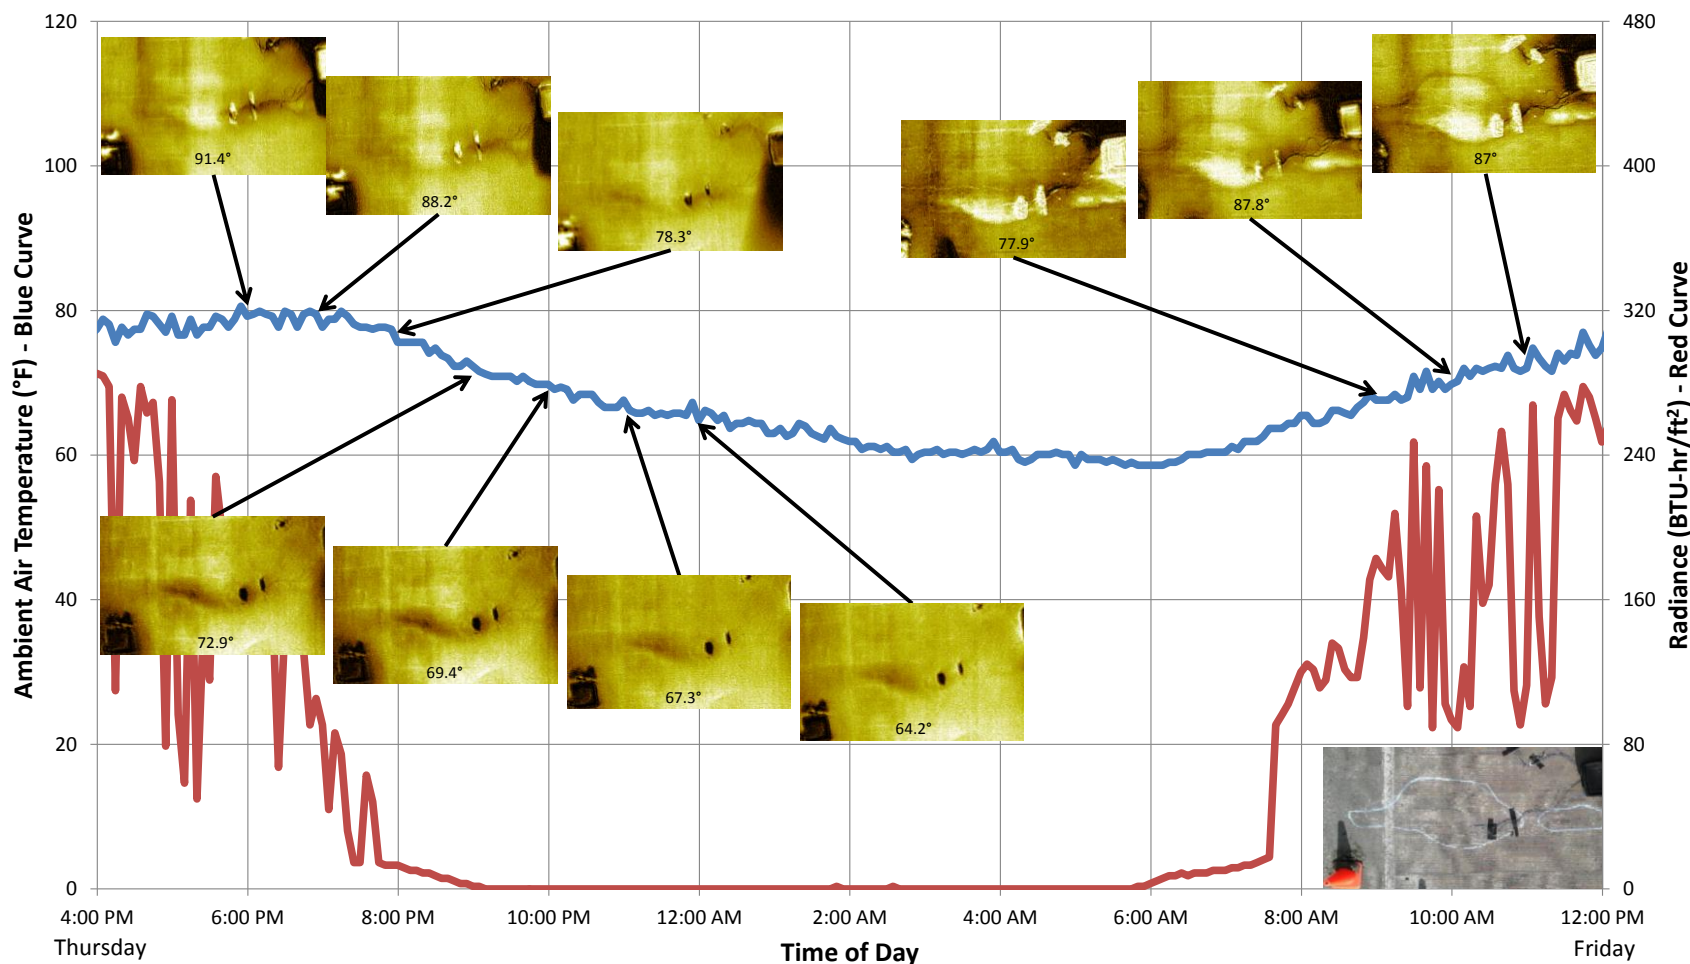 120
100
80
60
40
20
0
Ambient Air Temperature (°F) - Blue Curve
480
400
320
240
160
80
0
Radiance (BTU-hr/ft²) - Red Curve
91.4°
88.2°
78.3°
77.9°
87.8°
87°
72.9°
69.4°
67.3°
64.2°
4:00 PM
6:00 PM
8:00 PM
10:00 PM
12:00 AM
2:00 AM
4:00 AM
6:00 AM
8:00 AM
10:00 AM
12:00 PM
Thursday
Time of Day
Friday